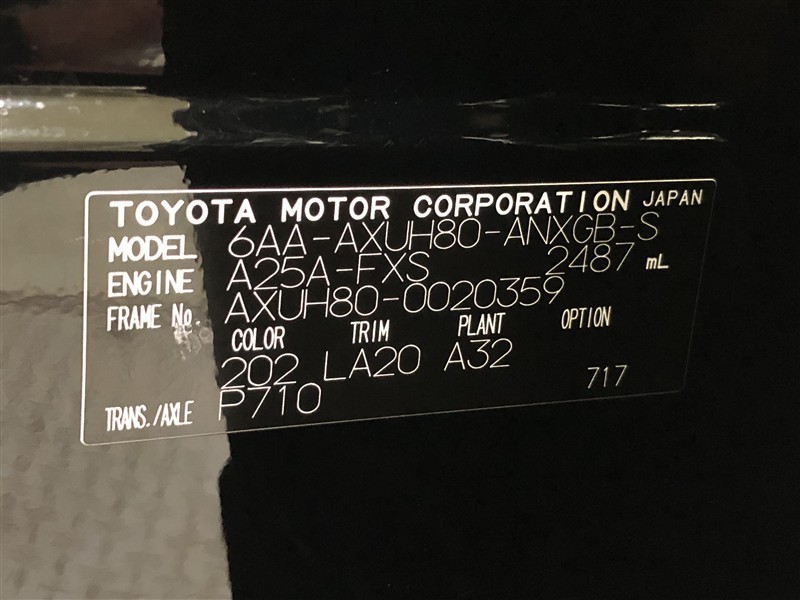 TOYOTA MOTOR CORPORATION JAPAN
MODEL 6AA-AXUH80-ANXGB-S
ENGINE A25A-FXS 2487 mL
FRAME No. AXUH80-0020359
COLOR TRIM PLANT OPTION
202 LA20 A32
TRANS./AXLE P710 717